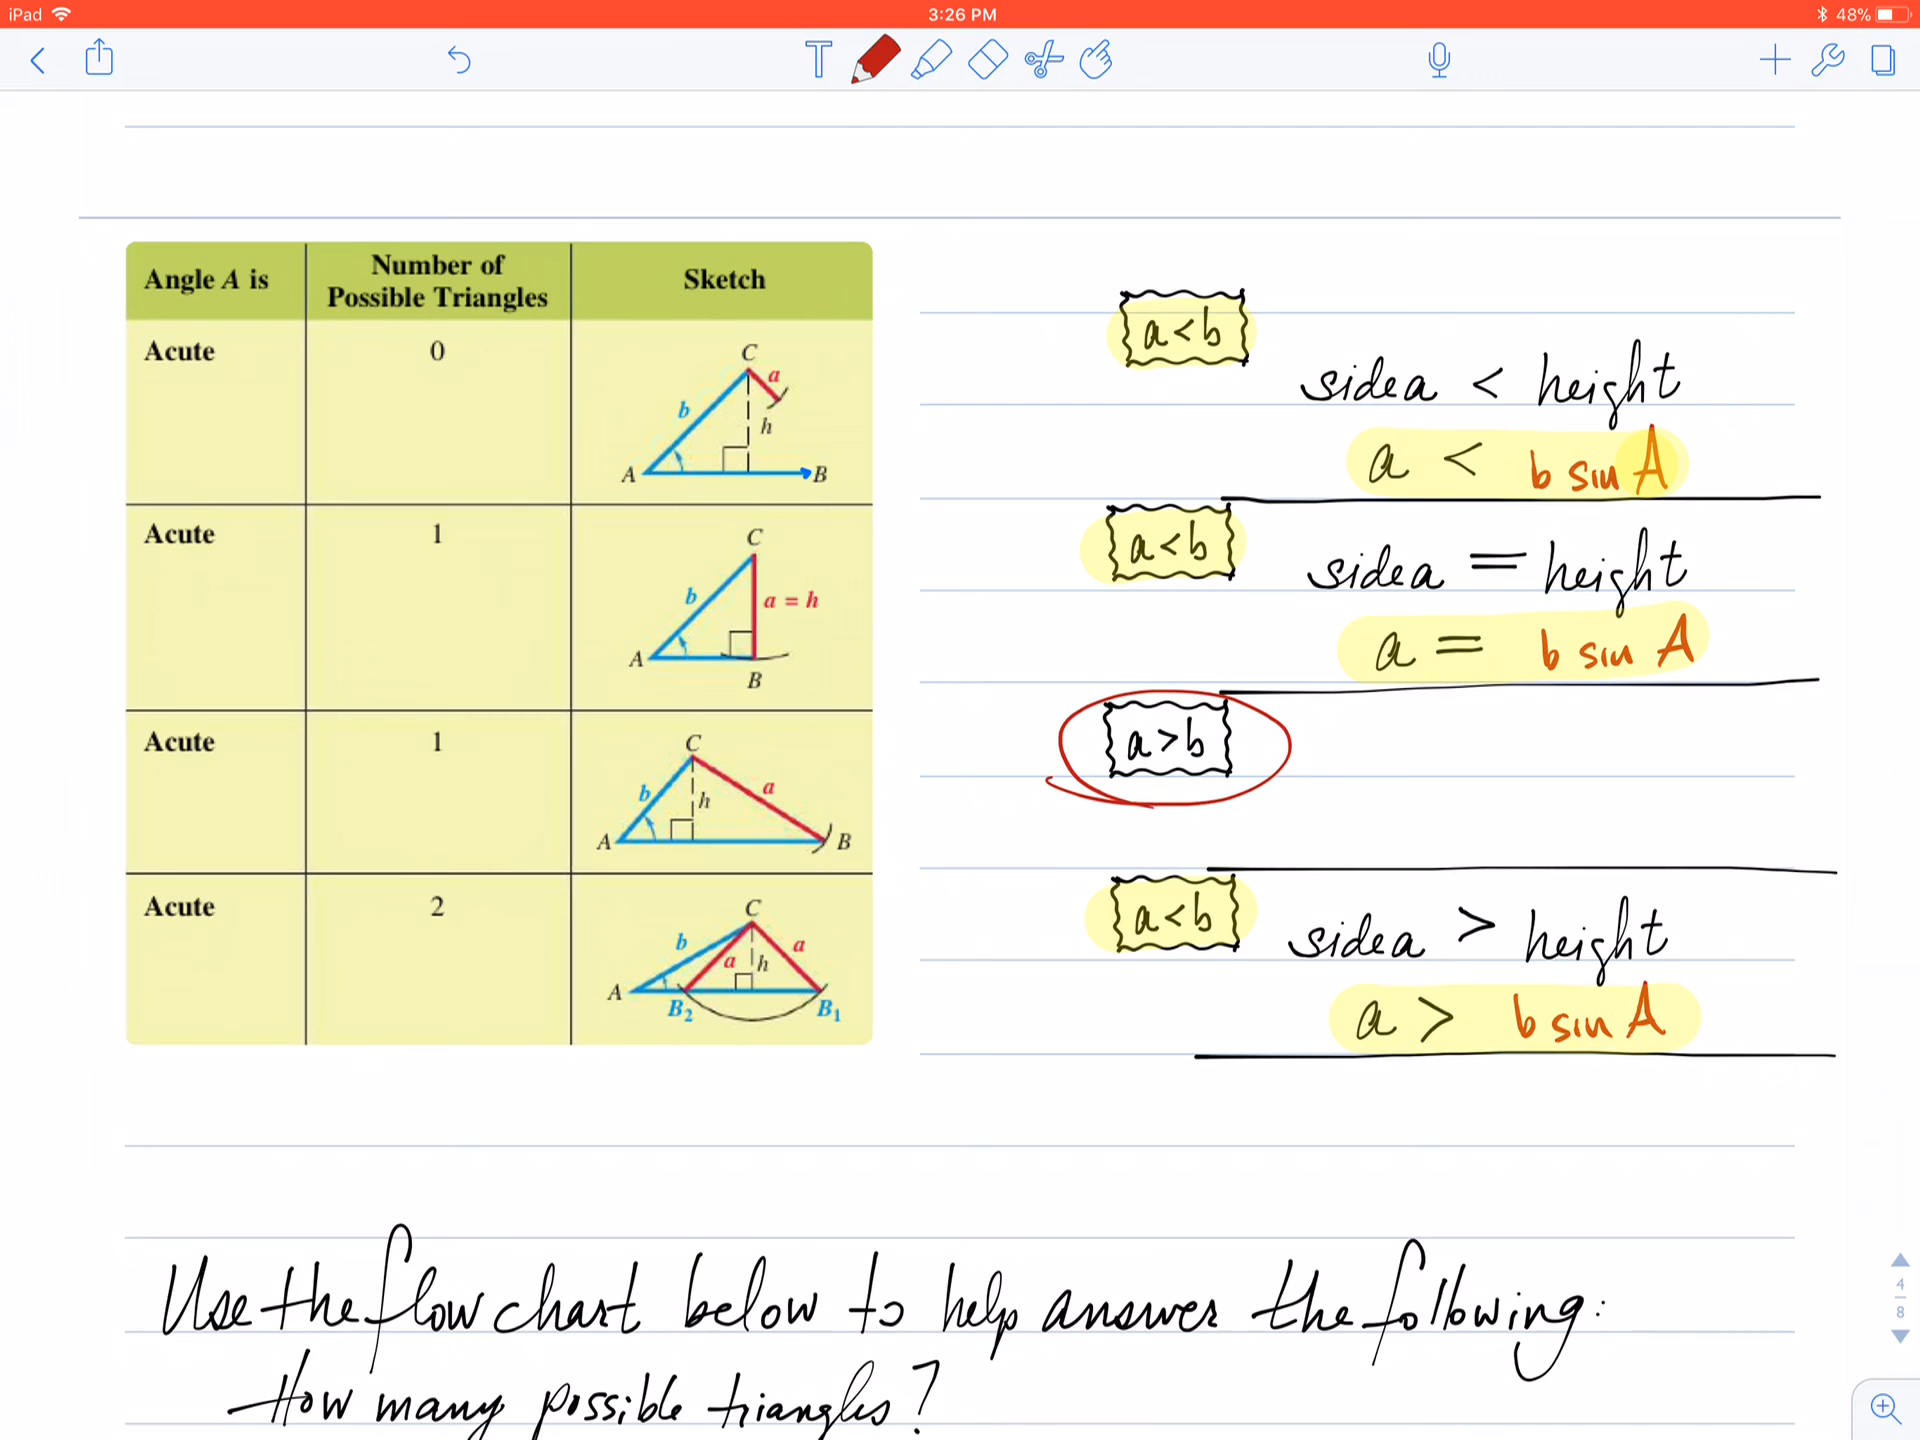 iPad 3:26 PM 48%
T
Angle A is Number of Possible Triangles Sketch
Acute 0
C
a
b
h
A B
a<b
side a < height
a < b sin A
Acute 1
C
b
a = h
A
B
a<b
side a = height
a = b sin A
Acute 1
C
b
a
h
A B
a>b
Acute 2
C
b
a
a h
A
B₂ B₁
a<b
side a > height
a > b sin A
Use the flow chart below to help answer the following:
How many possible triangles?
4
8